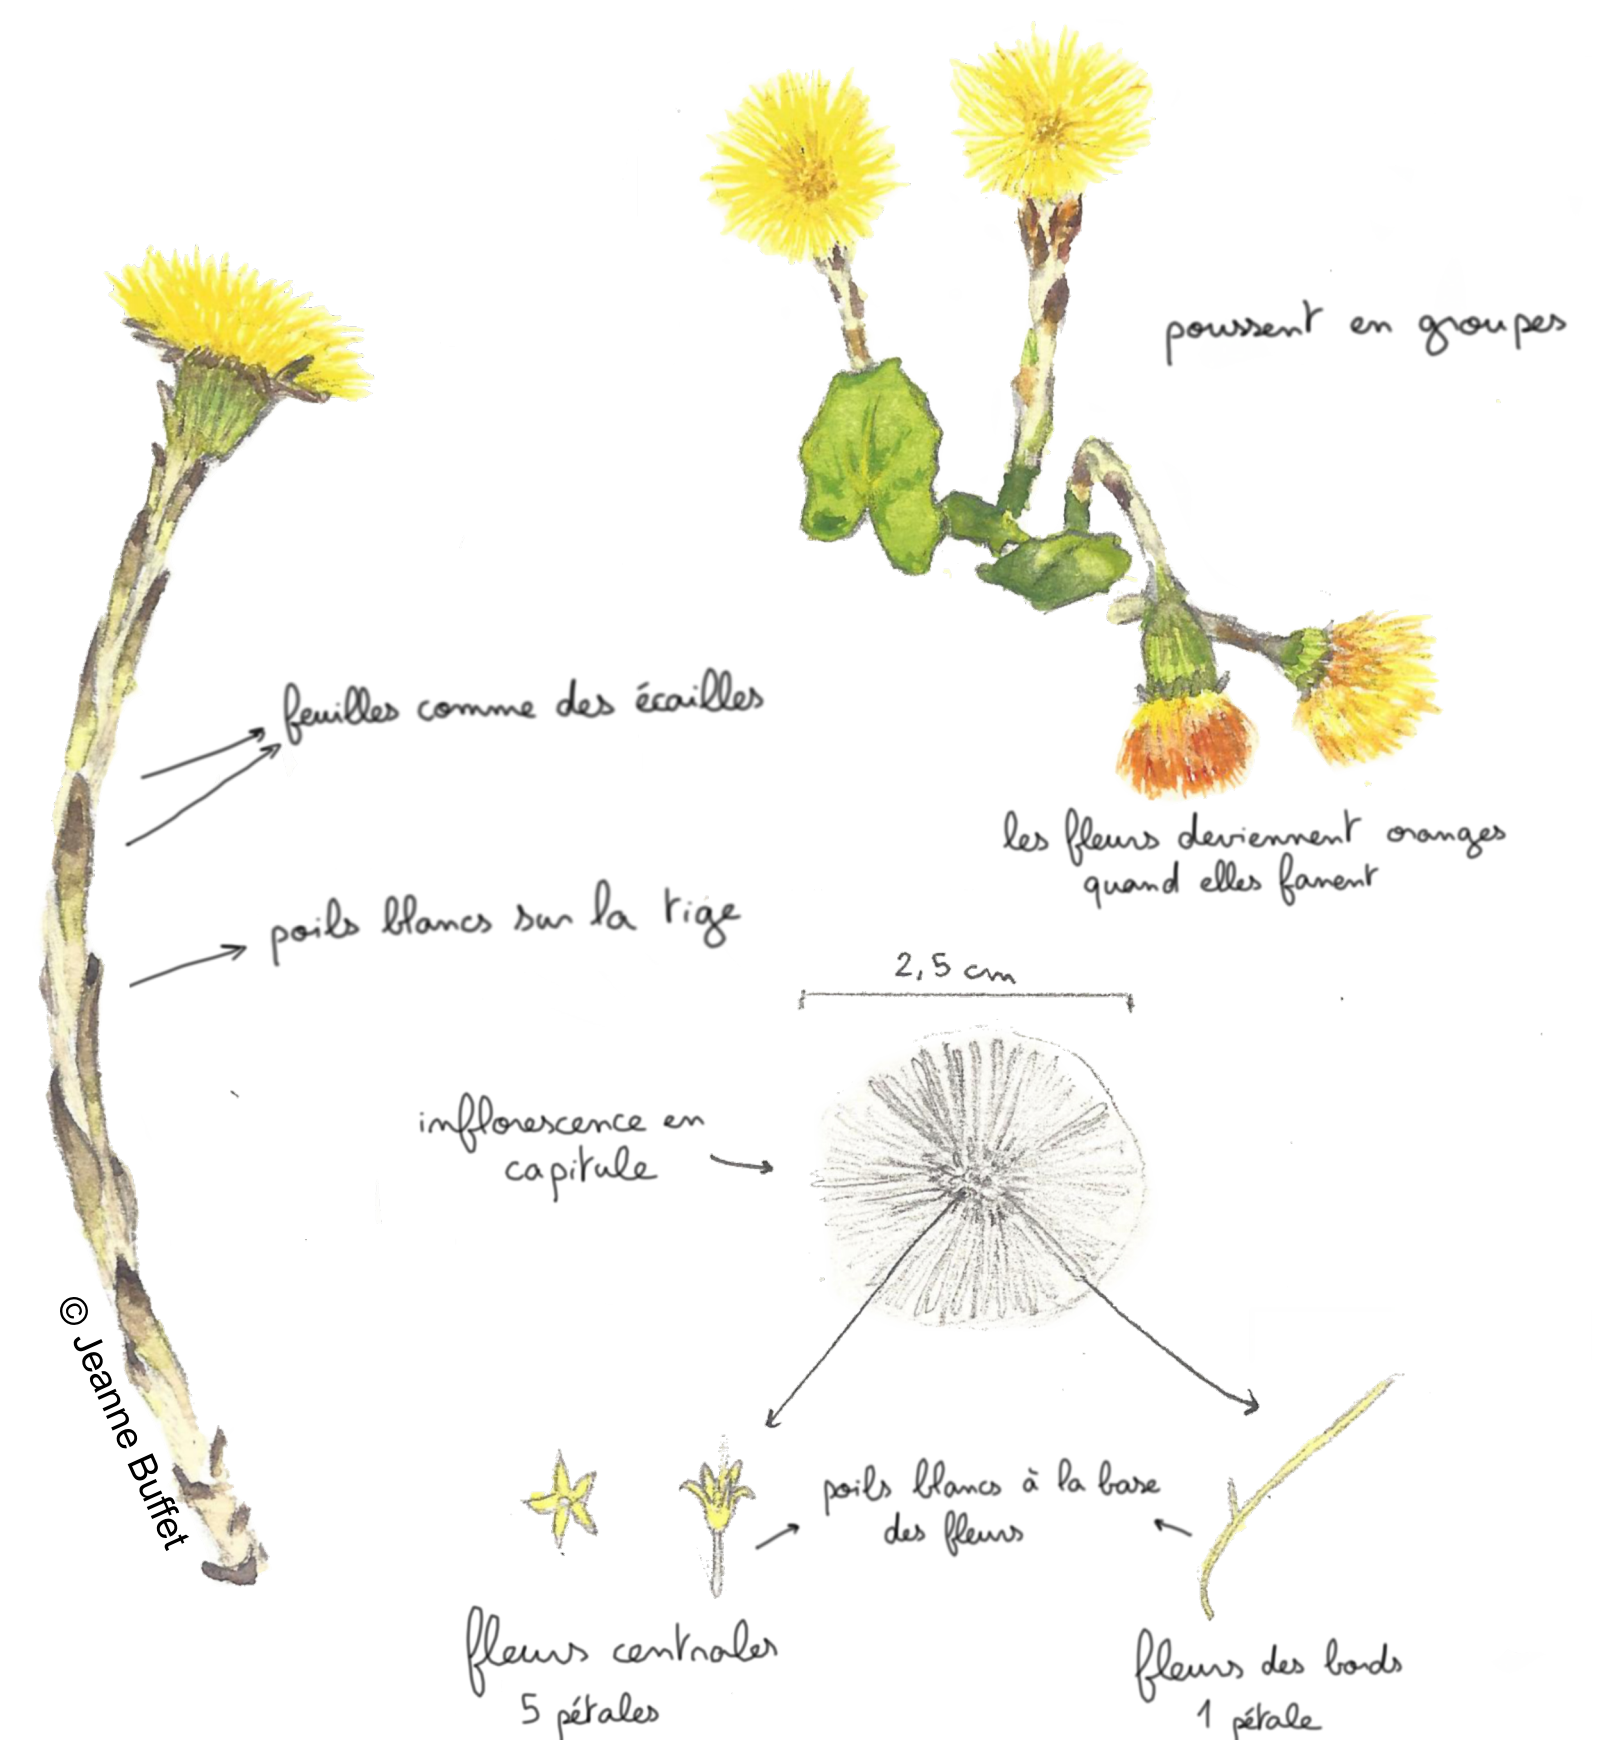 poussent en groupes
feuilles comme des écailles
les fleurs deviennent oranges
quand elles fanent
poils blancs sur la tige
2,5 cm
inflorescence en
capitule
© Jeanne Buffet
poils blancs à la base
des fleurs
fleurs centrales
5 pétales
fleurs des bords
1 pétale